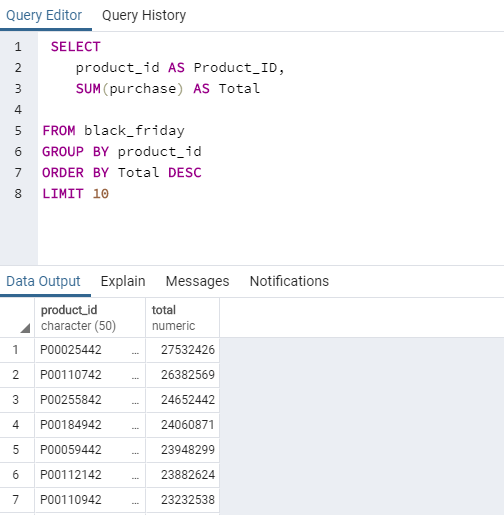 Query Editor Query History
1 SELECT
2 product_id AS Product_ID,
3 SUM(purchase) AS Total
4
5 FROM black_friday
6 GROUP BY product_id
7 ORDER BY Total DESC
8 LIMIT 10
Data Output Explain Messages Notifications
product_id total
character (50) numeric
1 P00025442 ... 27532426
2 P00110742 ... 26382569
3 P00255842 ... 24652442
4 P00184942 ... 24060871
5 P00059442 ... 23948299
6 P00112142 ... 23882624
7 P00110942 ... 23232538